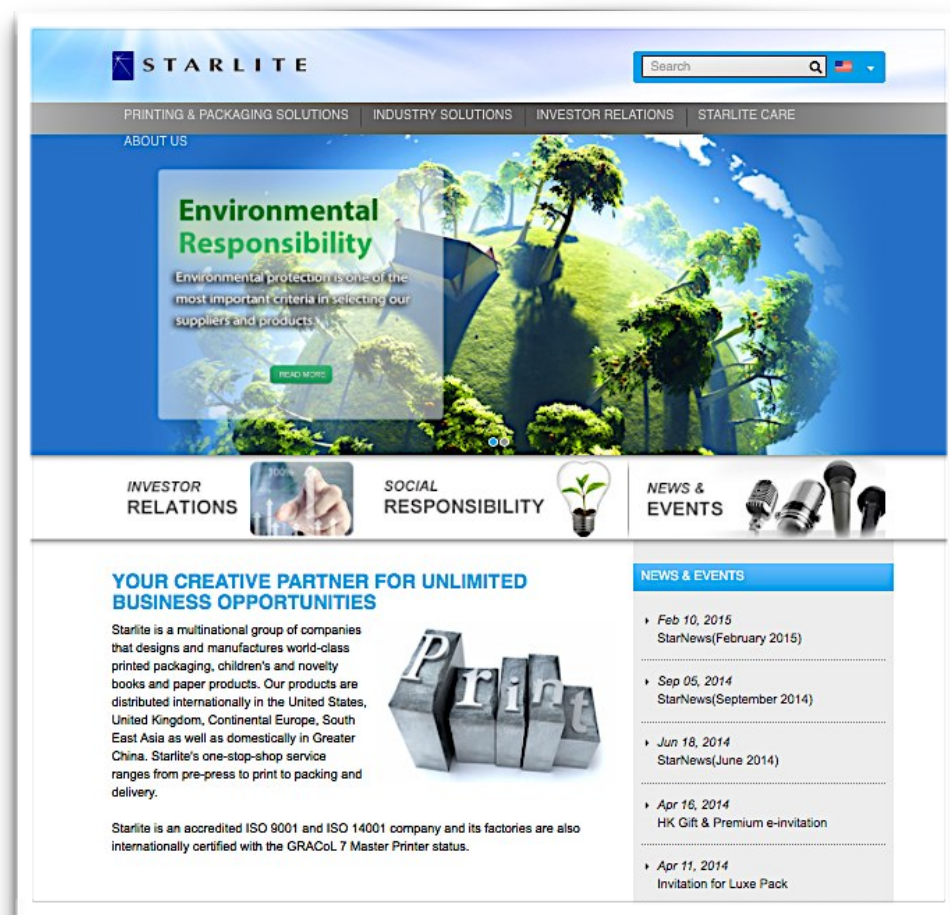 STARLITE
Search
PRINTING & PACKAGING SOLUTIONS
INDUSTRY SOLUTIONS
INVESTOR RELATIONS
STARLITE CARE
ABOUT US
Environmental
Responsibility
Environmental protection is one of the
most important criteria in selecting our
suppliers and products.
READ MORE
INVESTOR
RELATIONS
100%
SOCIAL
RESPONSIBILITY
NEWS &
EVENTS
YOUR CREATIVE PARTNER FOR UNLIMITED
BUSINESS OPPORTUNITIES
Starlite is a multinational group of companies
that designs and manufactures world-class
printed packaging, children's and novelty
books and paper products. Our products are
distributed internationally in the United States,
United Kingdom, Continental Europe, South
East Asia as well as domestically in Greater
China. Starlite's one-stop-shop service
ranges from pre-press to print to packing and
delivery.
Print
Starlite is an accredited ISO 9001 and ISO 14001 company and its factories are also
internationally certified with the GRACoL 7 Master Printer status.
NEWS & EVENTS
Feb 10, 2015
StarNews(February 2015)
Sep 05, 2014
StarNews(September 2014)
Jun 18, 2014
StarNews(June 2014)
Apr 16, 2014
HK Gift & Premium e-invitation
Apr 11, 2014
Invitation for Luxe Pack